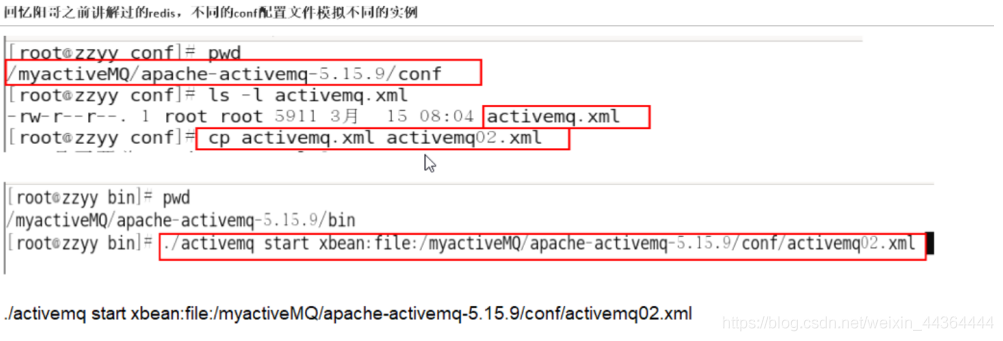 回忆阳哥之前讲解过的redis，不同的conf配置文件模拟不同的实例
[root@zzyy conf]# pwd
/myactiveMQ/apache-activemq-5.15.9/conf
[root@zzyy conf]# ls -l activemq.xml
-rw-r--r--. 1 root root 5911 3月  15 08:04 activemq.xml
[root@zzyy conf]# cp activemq.xml activemq02.xml
[root@zzyy bin]# pwd
/myactiveMQ/apache-activemq-5.15.9/bin
[root@zzyy bin]# ./activemq start xbean:file:/myactiveMQ/apache-activemq-5.15.9/conf/activemq02.xml
./activemq start xbean:file:/myactiveMQ/apache-activemq-5.15.9/conf/activemq02.xml
https://blog.csdn.net/weixin_44364444